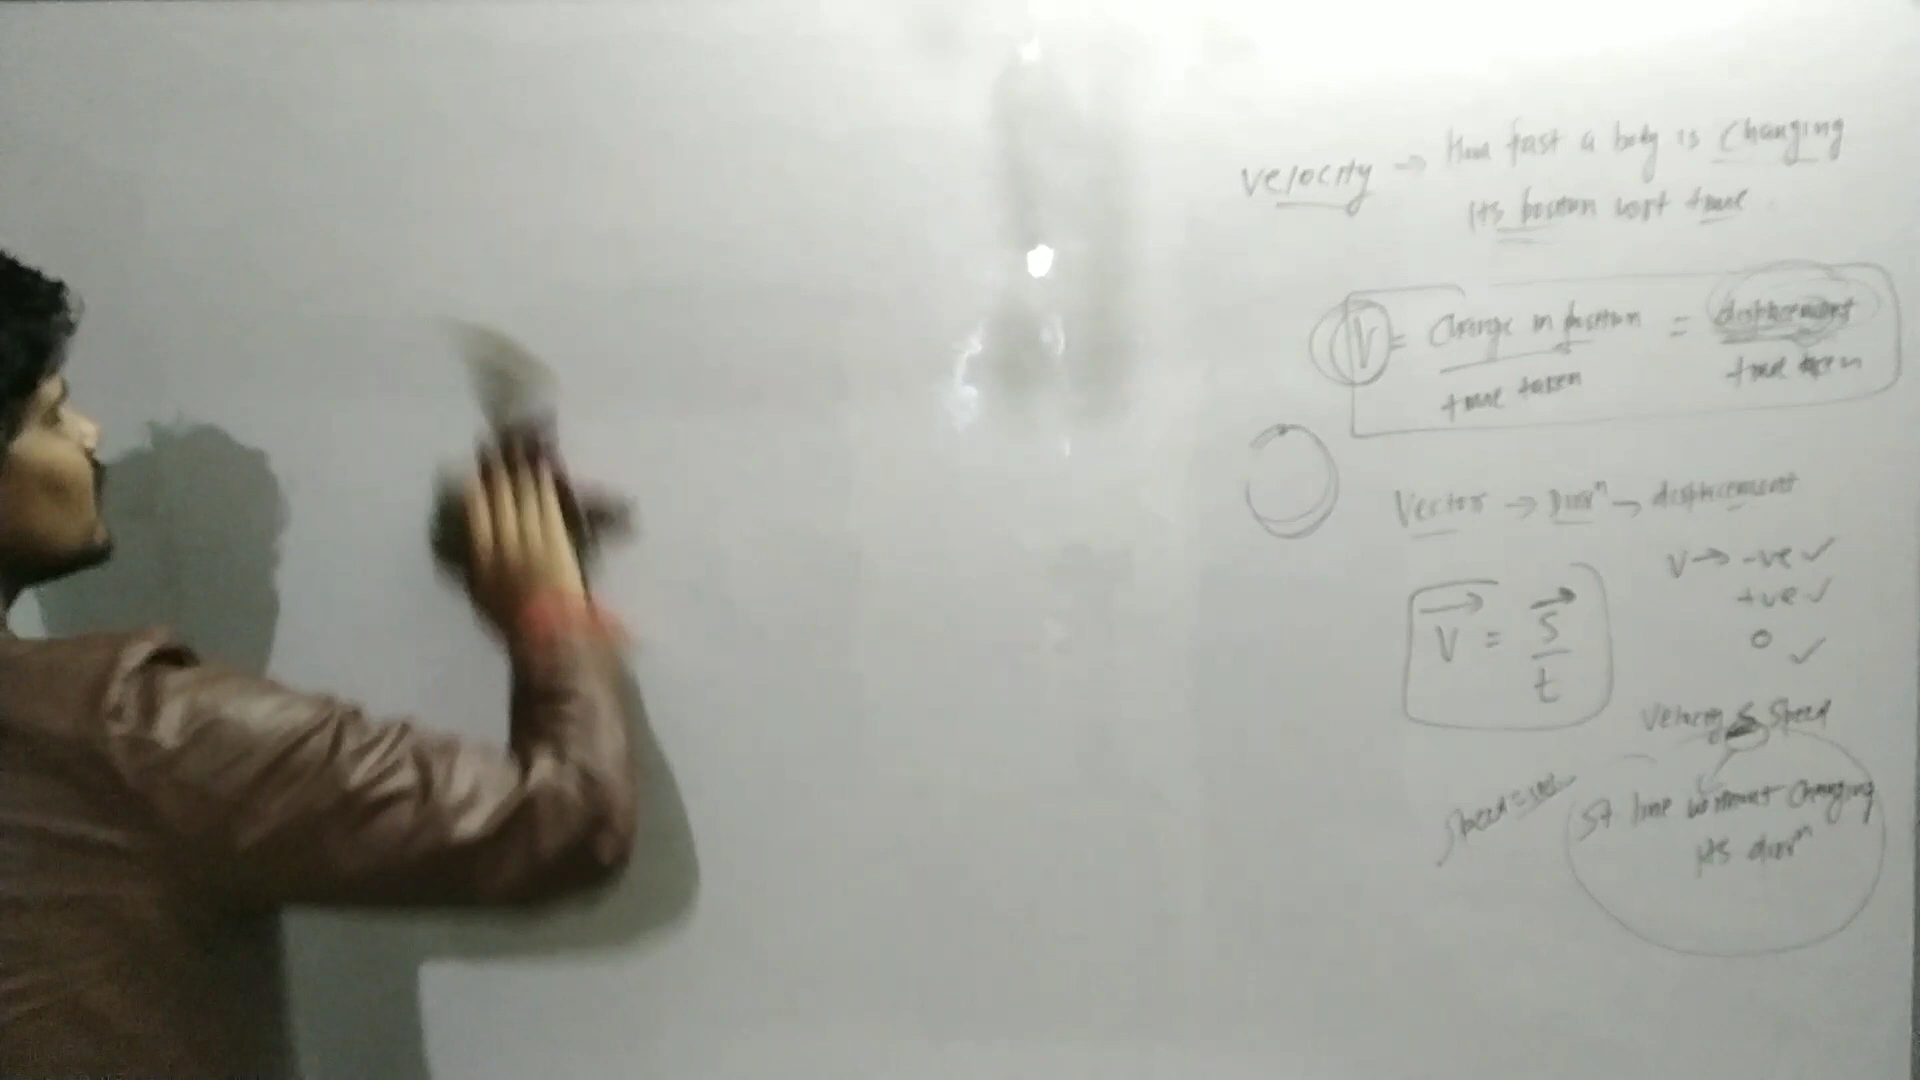 Velocity → How fast a body is changing
its position w.r.t time
V = Change in position / time taken = displacement / time taken
Vector → Dirⁿ → displacement
V → -ve ✓
+ve ✓
0 ✓
V⃗ = S⃗ / t
Velocity & Speed
Speed =
St line without changing
its dirⁿ